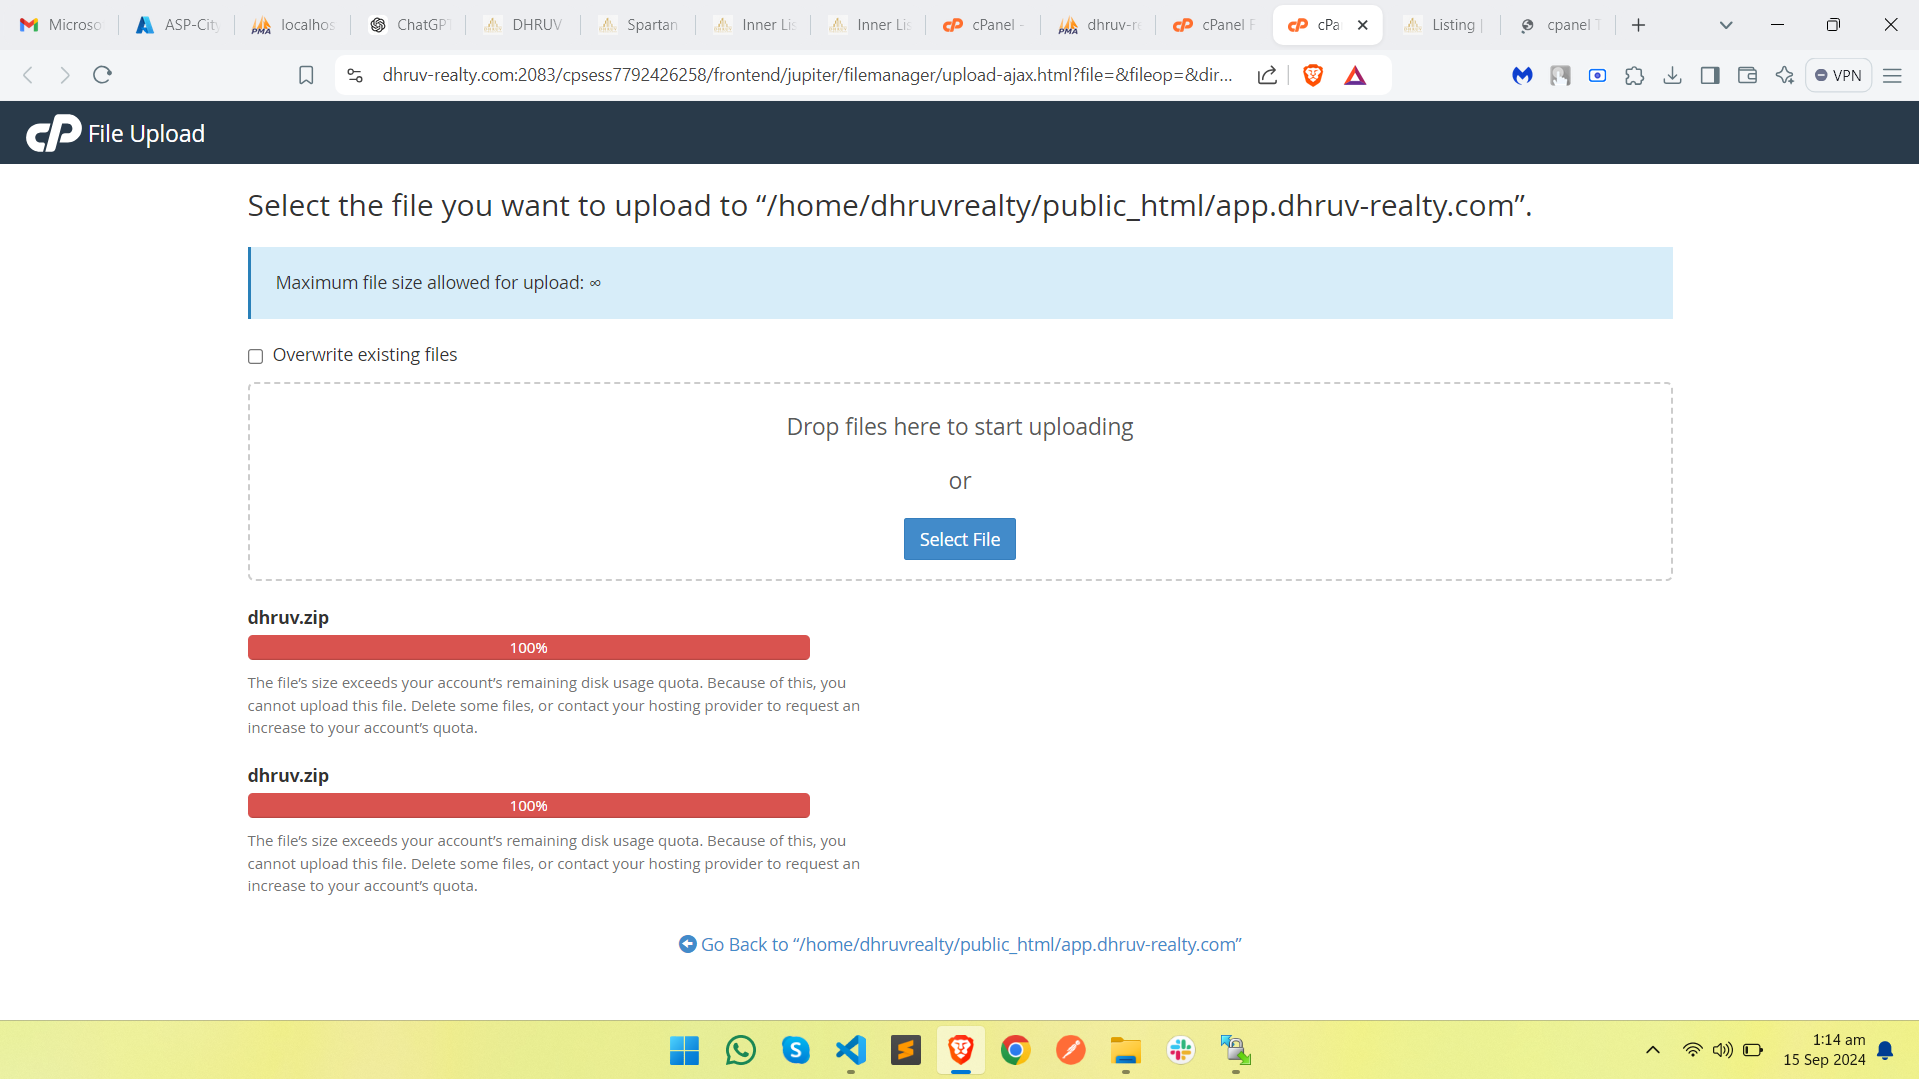 Microso
ASP-City
localhos
ChatGPT
DHRUV
Spartan
Inner Lis
Inner Lis
cPanel -
dhruv-re
cPanel F
cPa
Listing |
cpanel T
dhruv-realty.com:2083/cpsess7792426258/frontend/jupiter/filemanager/upload-ajax.html?file=&fileop=&dir...
VPN
cP File Upload
Select the file you want to upload to “/home/dhruvrealty/public_html/app.dhruv-realty.com”.
Maximum file size allowed for upload: ∞
Overwrite existing files
Drop files here to start uploading
or
Select File
dhruv.zip
100%
The file’s size exceeds your account’s remaining disk usage quota. Because of this, you
cannot upload this file. Delete some files, or contact your hosting provider to request an
increase to your account’s quota.
dhruv.zip
100%
The file’s size exceeds your account’s remaining disk usage quota. Because of this, you
cannot upload this file. Delete some files, or contact your hosting provider to request an
increase to your account’s quota.
Go Back to “/home/dhruvrealty/public_html/app.dhruv-realty.com”
1:14 am
15 Sep 2024